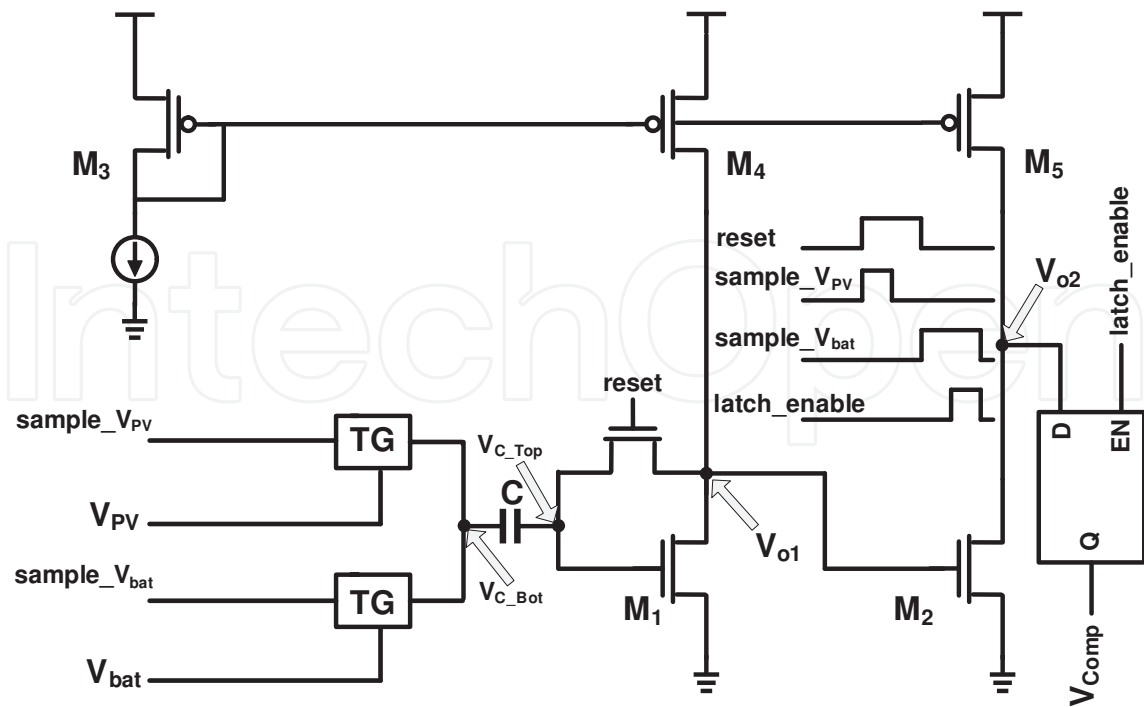 M3
M4
M5
reset
sample_VPV
sample_Vbat
latch_enable
Vo2
latch_enable
IntechOpen
reset
sample_VPV
TG
VC_Top
C
D
EN
VPV
Vo1
Q
sample_Vbat
TG
VC_Bot
M1
M2
Vbat
VComp